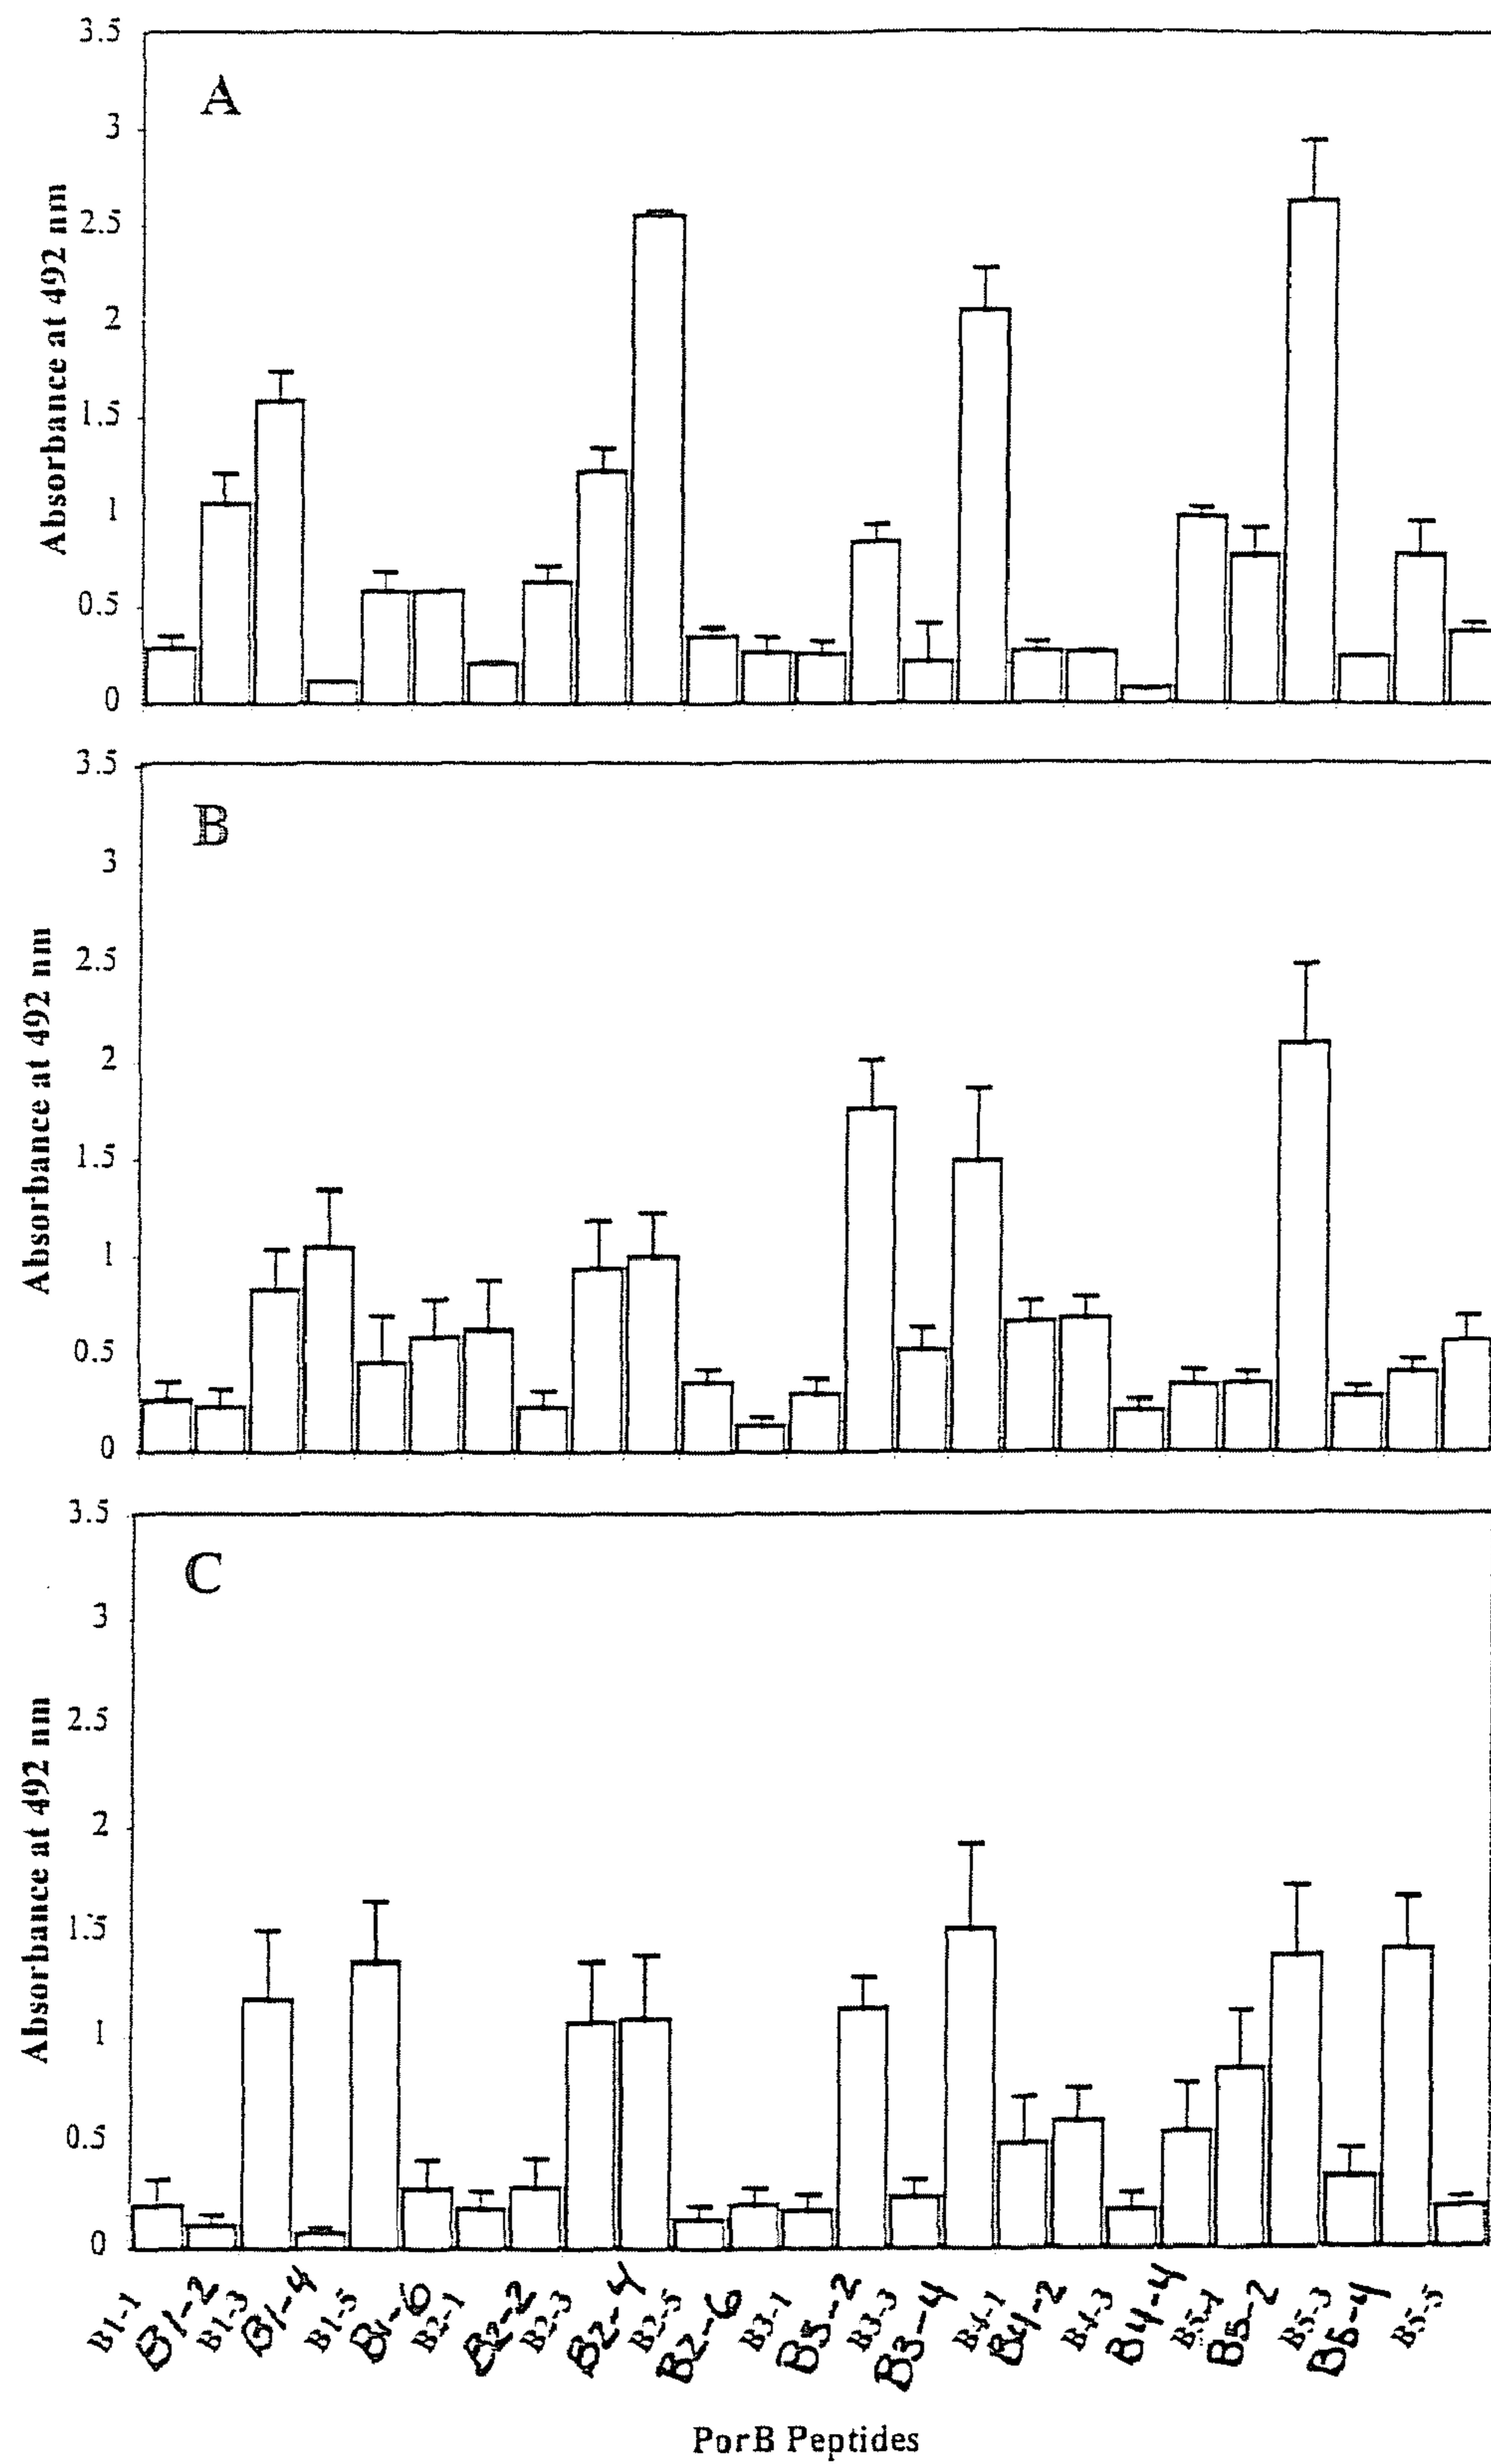 3.5
A
3
2.5
2
1.5
1
0.5
0
Absorbance at 492 nm
3.5
B
3
2.5
2
1.5
1
0.5
0
Absorbance at 492 nm
3.5
C
3
2.5
2
1.5
1
0.5
0
Absorbance at 492 nm
B1-1
B1-2
B1-3
B1-4
B1-5
B1-6
B2-1
B2-2
B2-3
B2-4
B2-5
B2-6
B3-1
B3-2
B3-3
B3-4
B4-1
B4-2
B4-3
B4-4
B5-1
B5-2
B5-3
B5-4
B5-5
PorB Peptides